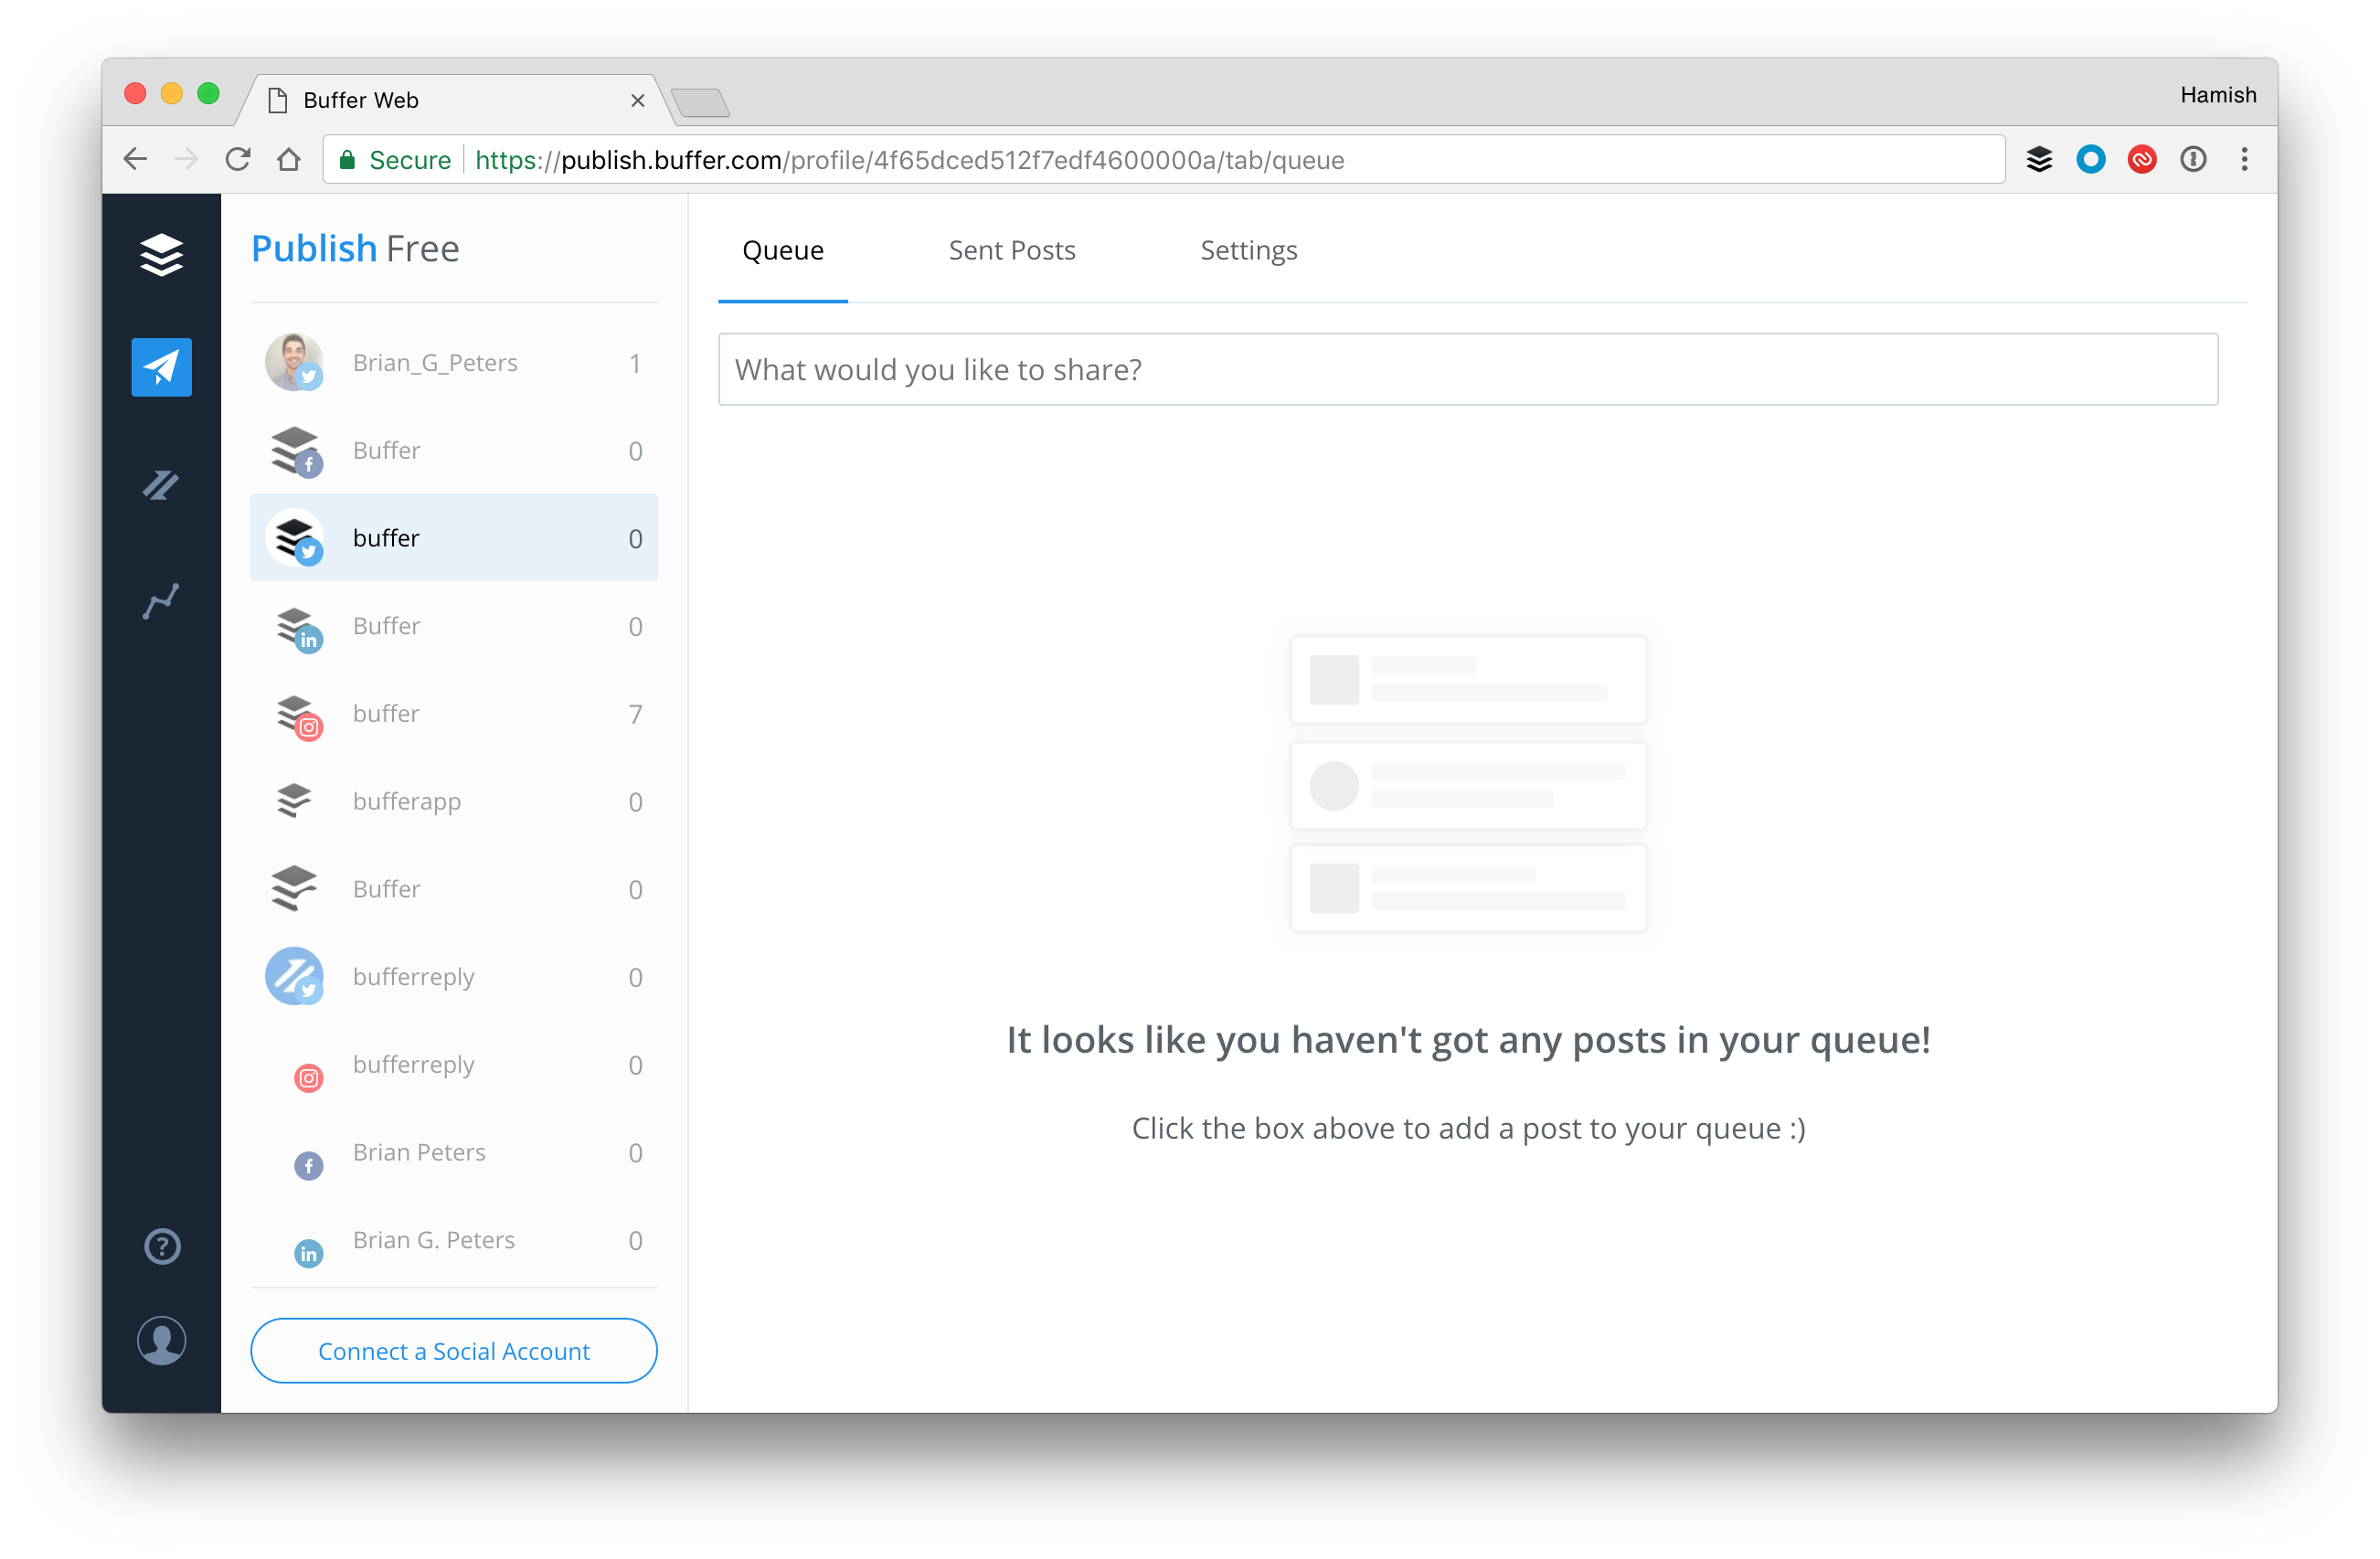 Buffer Web
Hamish
Secure https://publish.buffer.com/profile/4f65dced512f7edf4600000a/tab/queue
Publish Free
Queue Sent Posts Settings
What would you like to share?
Brian_G_Peters 1
Buffer 0
buffer 0
Buffer 0
buffer 7
bufferapp 0
Buffer 0
bufferreply 0
bufferreply 0
Brian Peters 0
Brian G. Peters 0
Connect a Social Account
It looks like you haven't got any posts in your queue!
Click the box above to add a post to your queue :)